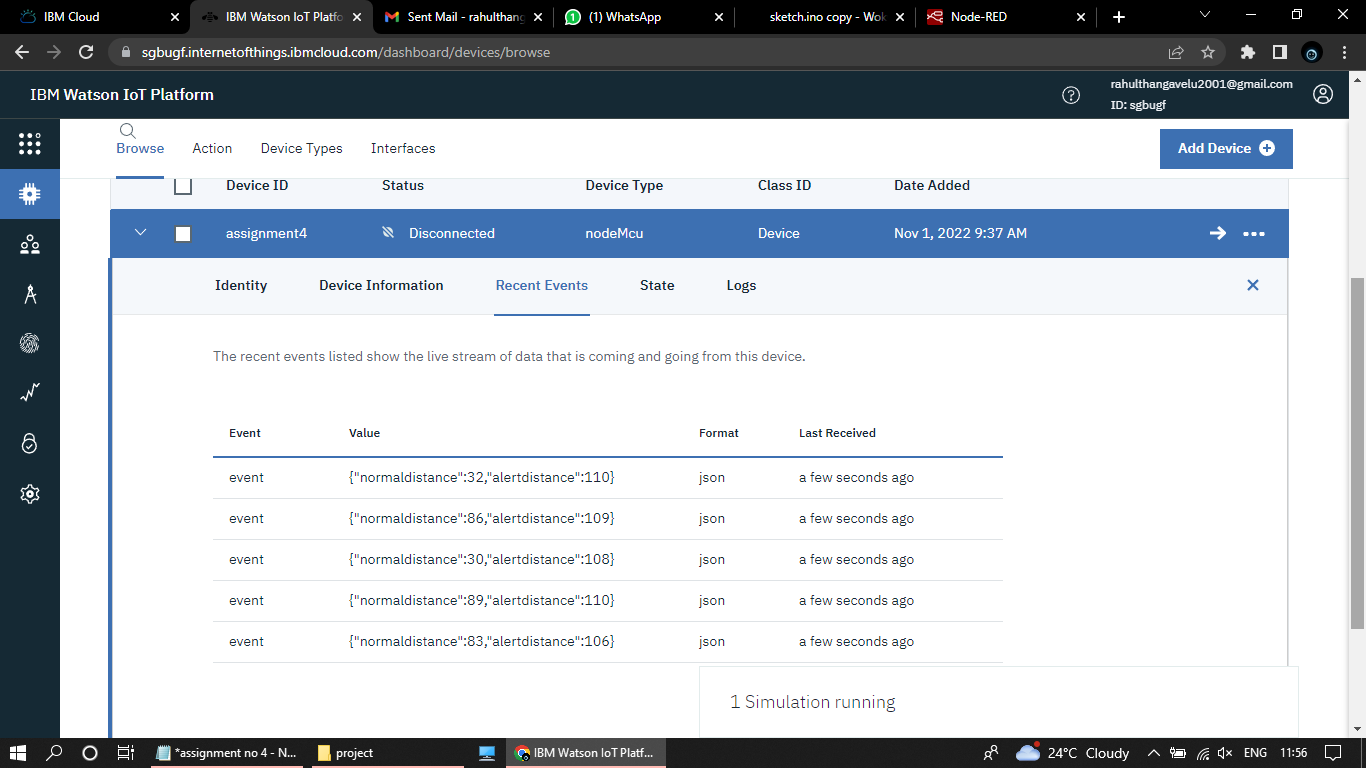 IBM Cloud
IBM Watson IoT Platfo
Sent Mail - rahulthang
(1) WhatsApp
sketch.ino copy - Wok
Node-RED
sgbugf.internetofthings.ibmcloud.com/dashboard/devices/browse
IBM Watson IoT Platform
rahulthangavelu2001@gmail.com
ID: sgbugf
Browse Action Device Types Interfaces
Add Device
Device ID Status Device Type Class ID Date Added
assignment4 Disconnected nodeMcu Device Nov 1, 2022 9:37 AM
Identity Device Information Recent Events State Logs
The recent events listed show the live stream of data that is coming and going from this device.
Event Value Format Last Received
event {"normaldistance":32,"alertdistance":110} json a few seconds ago
event {"normaldistance":86,"alertdistance":109} json a few seconds ago
event {"normaldistance":30,"alertdistance":108} json a few seconds ago
event {"normaldistance":89,"alertdistance":110} json a few seconds ago
event {"normaldistance":83,"alertdistance":106} json a few seconds ago
1 Simulation running
*assignment no 4 - N...
project
IBM Watson IoT Platf...
24°C Cloudy
ENG
11:56